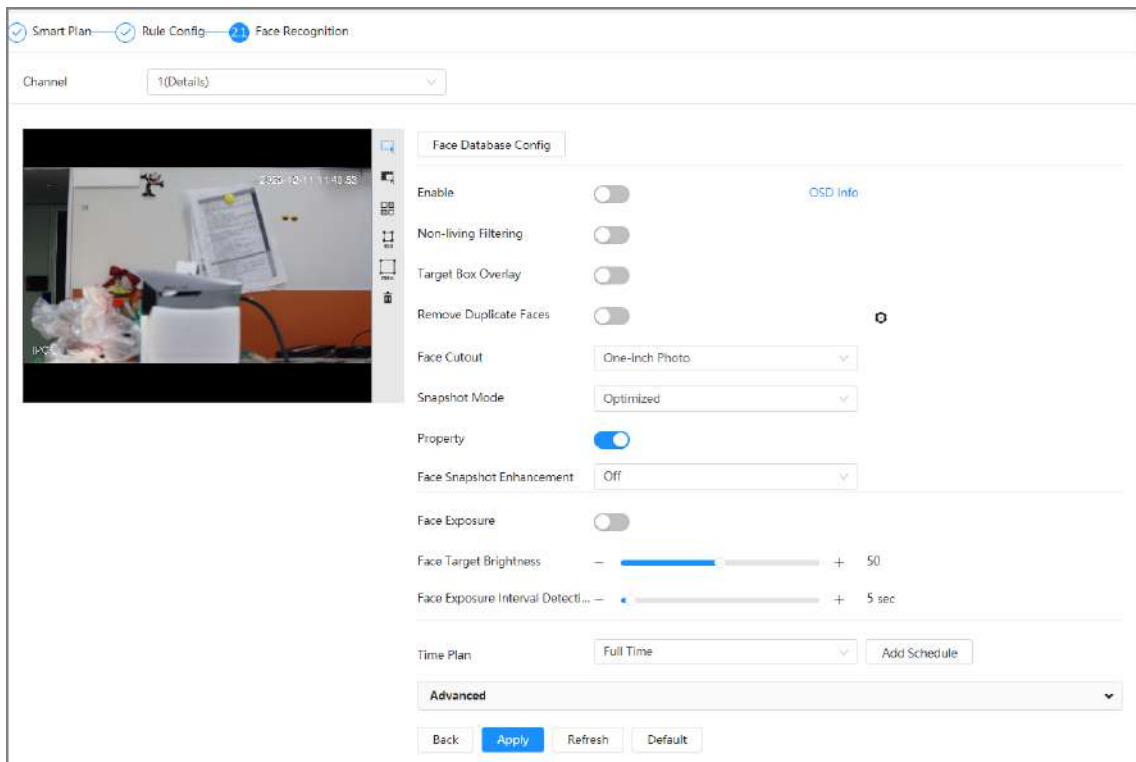 Smart Plan
Rule Config
2.1 Face Recognition
Channel
1(Details)
Face Database Config
Enable
OSD Info
Non-living Filtering
Target Box Overlay
Remove Duplicate Faces
Face Cutout
One-Inch Photo
Snapshot Mode
Optimized
Property
Face Snapshot Enhancement
Off
Face Exposure
Face Target Brightness
50
Face Exposure Interval Detecti...
5 sec
Time Plan
Full Time
Add Schedule
Advanced
Back
Apply
Refresh
Default